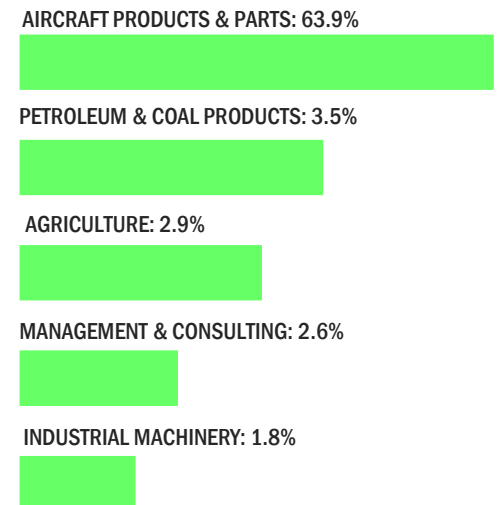 AIRCRAFT PRODUCTS & PARTS: 63.9%
PETROLEUM & COAL PRODUCTS: 3.5%
AGRICULTURE: 2.9%
MANAGEMENT & CONSULTING: 2.6%
INDUSTRIAL MACHINERY: 1.8%